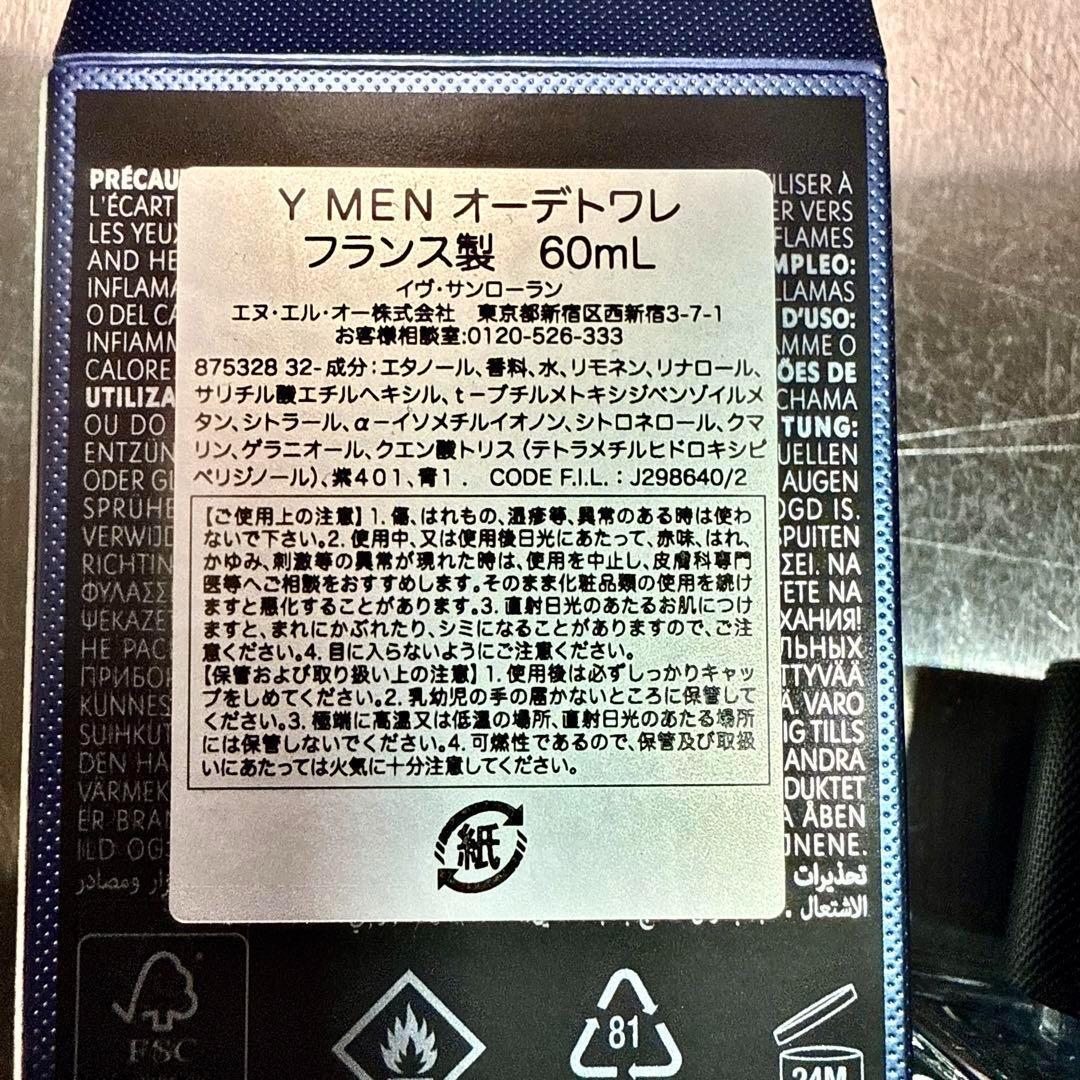 PRÉCAU
L'ÉCART
LES YEUX
AND HE
INFLAMA
O DEL CA
INFIAMM
CALORE
UTILIZA
OU DO
ENTZÜN
ODER GL
SPRÜHE
VERWIJD
RICHTIN
ΦΥΛΑΣΣ
ΨΕΚΑΖΕ
НЕ РАС
ПРИБО
KÜNNES
SUIHKUT
DEN HA
VARMEK
ER BRA
ILD OG
Y MEN オーデトワレ
フランス製 60mL
イヴ・サンローラン
エヌ・エル・オー株式会社 東京都新宿区西新宿3-7-1
お客様相談室:0120-526-333
875328 32-成分:エタノール、香料、水、リモネン、リナロール、
サリチル酸エチルヘキシル、t-ブチルメトキシジベンゾイルメ
タン、シトラール、α-イソメチルイオノン、シトロネロール、クマ
リン、ゲラニオール、クエン酸トリス(テトラメチルヒドロキシピ
ペリジノール)、紫401、青1. CODE F.I.L. : J298640/2
【ご使用上の注意】1. 傷、はれもの、湿疹等、異常のある時は使わ
ないで下さい。2. 使用中、又は使用後日光にあたって、赤味、はれ、
かゆみ、刺激等の異常が現れた時は、使用を中止し、皮膚科専門
医等へご相談をおすすめします。そのまま化粧品類の使用を続け
ますと悪化することがあります。3. 直射日光のあたるお肌につけ
ますと、まれにかぶれたり、シミになることがありますので、ご注
意ください。4. 目に入らないようにご注意ください。
【保管および取り扱い上の注意】1. 使用後は必ずしっかりキャッ
プをしめてください。2. 乳幼児の手の届かないところに保管して
ください。3. 極端に高温又は低温の場所、直射日光のあたる場所
には保管しないでください。4. 可燃性であるので、保管及び取扱
いにあたっては火気に十分注意してください。
紙
ILISER À
ER VERS
FLAMES
MPLEO:
LLAMAS
D'USO:
AMME O
ÕES DE
CHAMA
TUNG:
UELLEN
AUGEN
OGD IS.
SPUITEN
ΣΕΙ. ΝΑ
ΕΤΕ ΝΑ
ХАНИЯ!
ЛЬНЫХ
TTYVÄÄ
Ä. VARO
IG TILLS
ANDRA
DUKTET
Å ÅBEN
JNENE.
تحذيرات
الاشتعال .
ار ومصادر
FSC
81
24M